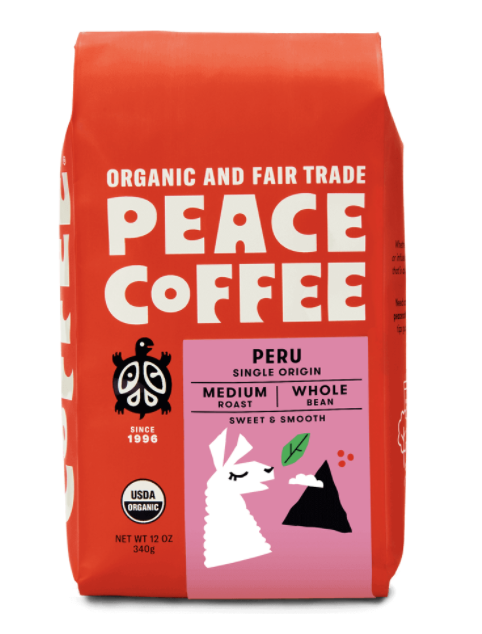 ORGANIC AND FAIR TRADE
PEACE
COFFEE
PERU
SINGLE ORIGIN
MEDIUM
ROAST
WHOLE
BEAN
SWEET & SMOOTH
SINCE
1996
USDA
ORGANIC
NET WT 12 OZ
340g
COFFEE